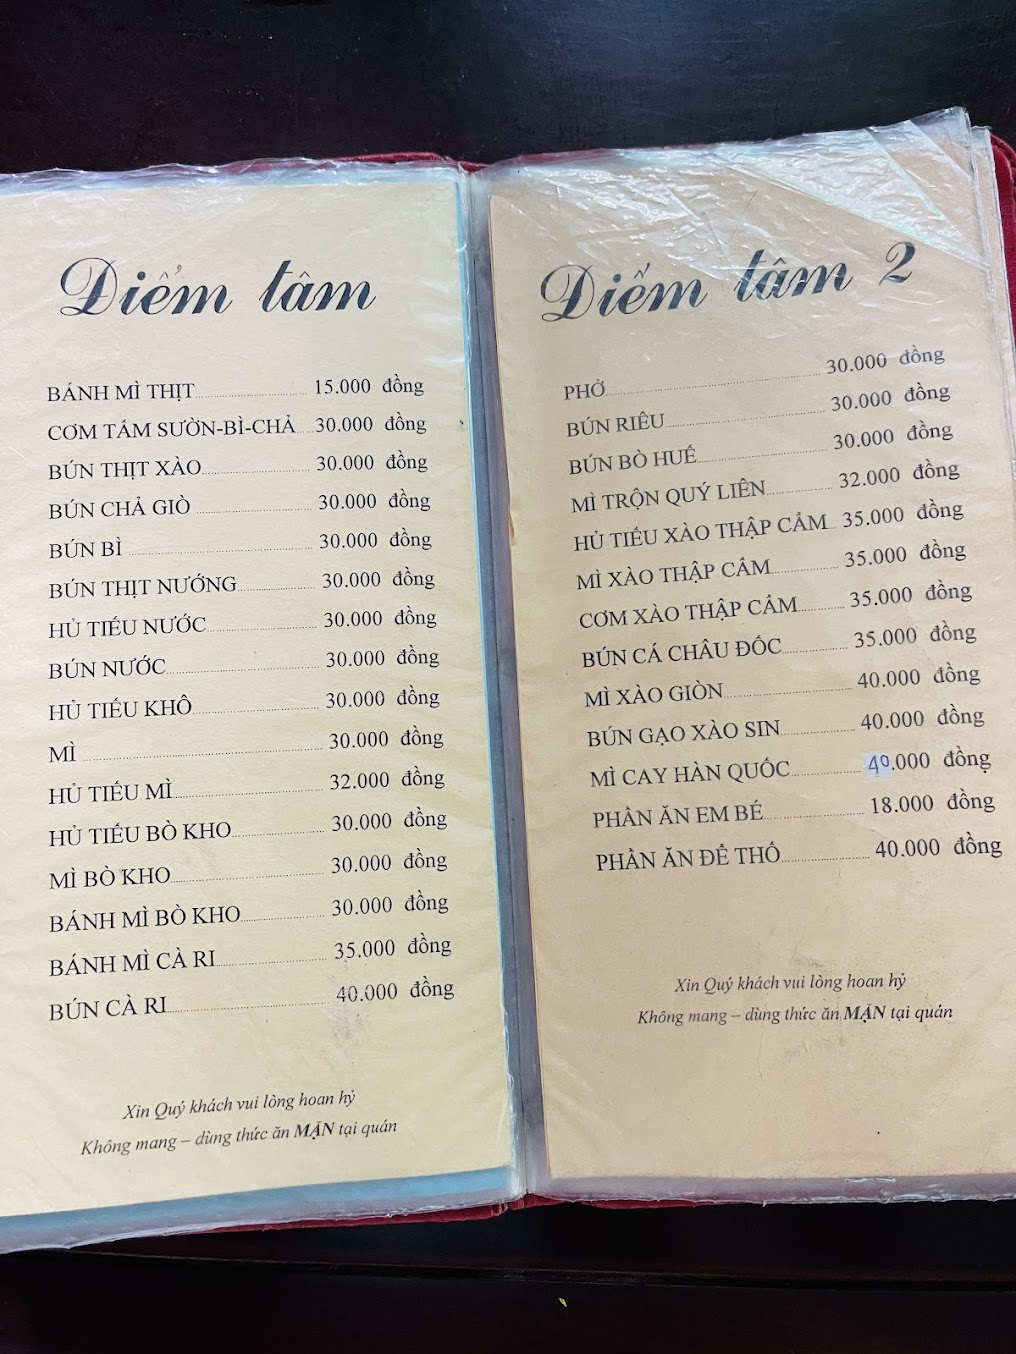 Điểm tâm
BÁNH MÌ THỊT 15.000 đồng
CƠM TẤM SƯỜN-BÌ-CHẢ 30.000 đồng
BÚN THỊT XÀO 30.000 đồng
BÚN CHẢ GIÒ 30.000 đồng
BÚN BÌ 30.000 đồng
BÚN THỊT NƯỚNG 30.000 đồng
HỦ TIẾU NƯỚC 30.000 đồng
BÚN NƯỚC 30.000 đồng
HỦ TIẾU KHÔ 30.000 đồng
MÌ 30.000 đồng
HỦ TIẾU MÌ 32.000 đồng
HỦ TIẾU BÒ KHO 30.000 đồng
MÌ BÒ KHO 30.000 đồng
BÁNH MÌ BÒ KHO 30.000 đồng
BÁNH MÌ CÀ RI 35.000 đồng
BÚN CÀ RI 40.000 đồng
Xin Quý khách vui lòng hoan hỷ
Không mang – dùng thức ăn MẶN tại quán
Điểm tâm 2
PHỞ 30.000 đồng
BÚN RIÊU 30.000 đồng
BÚN BÒ HUẾ 30.000 đồng
MÌ TRỘN QUÝ LIÊN 32.000 đồng
HỦ TIẾU XÀO THẬP CẨM 35.000 đồng
MÌ XÀO THẬP CẨM 35.000 đồng
CƠM XÀO THẬP CẨM 35.000 đồng
BÚN CÁ CHÂU ĐỐC 35.000 đồng
MÌ XÀO GIÒN 40.000 đồng
BÚN GẠO XÀO SIN 40.000 đồng
MÌ CAY HÀN QUỐC 40.000 đồng
PHẦN ĂN EM BÉ 18.000 đồng
PHẦN ĂN ĐẾ THÔ 40.000 đồng
Xin Quý khách vui lòng hoan hỷ
Không mang – dùng thức ăn MẶN tại quán